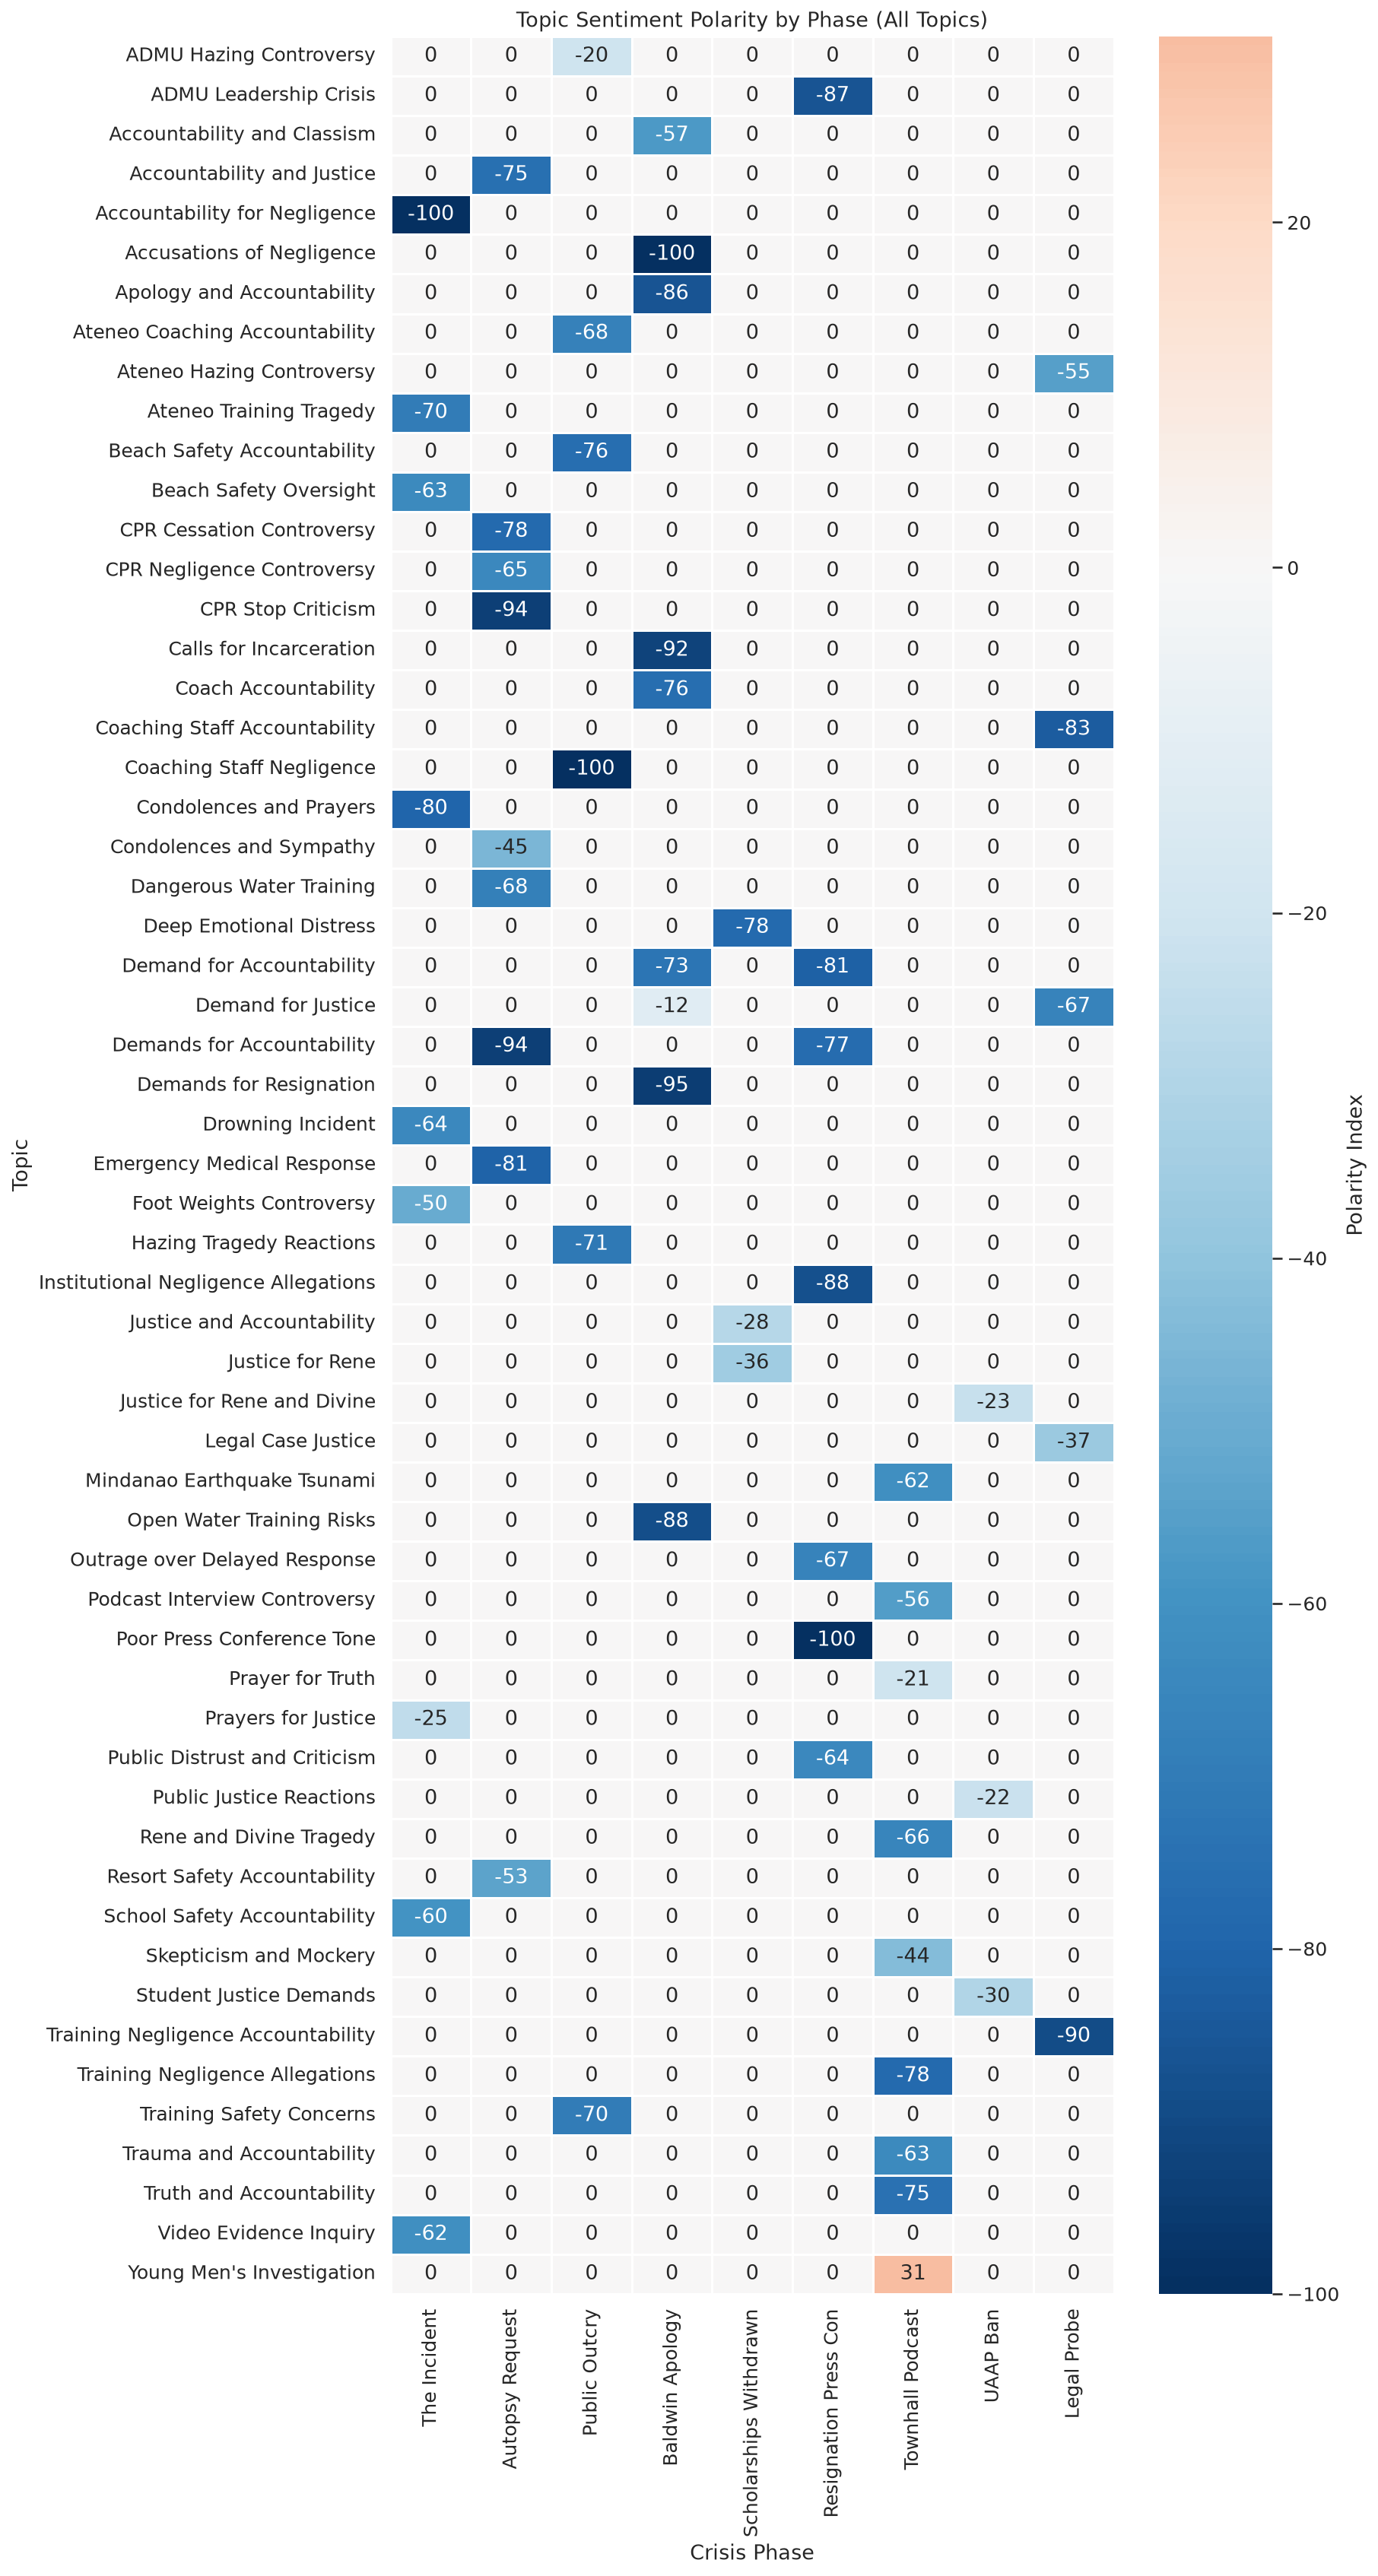 Topic Sentiment Polarity by Phase (All Topics)
ADMU Hazing Controversy 0 0 -20 0 0 0 0 0 0
ADMU Leadership Crisis 0 0 0 0 0 -87 0 0 0
Accountability and Classism 0 0 0 -57 0 0 0 0 0
Accountability and Justice 0 -75 0 0 0 0 0 0 0
Accountability for Negligence -100 0 0 0 0 0 0 0 0
Accusations of Negligence 0 0 0 -100 0 0 0 0 0
Apology and Accountability 0 0 0 -86 0 0 0 0 0
Ateneo Coaching Accountability 0 0 -68 0 0 0 0 0 0
Ateneo Hazing Controversy 0 0 0 0 0 0 0 0 -55
Ateneo Training Tragedy -70 0 0 0 0 0 0 0 0
Beach Safety Accountability 0 0 -76 0 0 0 0 0 0
Beach Safety Oversight -63 0 0 0 0 0 0 0 0
CPR Cessation Controversy 0 -78 0 0 0 0 0 0 0
CPR Negligence Controversy 0 -65 0 0 0 0 0 0 0
CPR Stop Criticism 0 -94 0 0 0 0 0 0 0
Calls for Incarceration 0 0 0 -92 0 0 0 0 0
Coach Accountability 0 0 0 -76 0 0 0 0 0
Coaching Staff Accountability 0 0 0 0 0 0 0 0 -83
Coaching Staff Negligence 0 0 -100 0 0 0 0 0 0
Condolences and Prayers -80 0 0 0 0 0 0 0 0
Condolences and Sympathy 0 -45 0 0 0 0 0 0 0
Dangerous Water Training 0 -68 0 0 0 0 0 0 0
Deep Emotional Distress 0 0 0 0 -78 0 0 0 0
Demand for Accountability 0 0 0 -73 0 -81 0 0 0
Demand for Justice 0 0 0 -12 0 0 0 0 -67
Demands for Accountability 0 -94 0 0 0 -77 0 0 0
Demands for Resignation 0 0 0 -95 0 0 0 0 0
Drowning Incident -64 0 0 0 0 0 0 0 0
Emergency Medical Response 0 -81 0 0 0 0 0 0 0
Foot Weights Controversy -50 0 0 0 0 0 0 0 0
Hazing Tragedy Reactions 0 0 -71 0 0 0 0 0 0
Institutional Negligence Allegations 0 0 0 0 0 -88 0 0 0
Justice and Accountability 0 0 0 0 -28 0 0 0 0
Justice for Rene 0 0 0 0 -36 0 0 0 0
Justice for Rene and Divine 0 0 0 0 0 0 0 -23 0
Legal Case Justice 0 0 0 0 0 0 0 0 -37
Mindanao Earthquake Tsunami 0 0 0 0 0 0 -62 0 0
Open Water Training Risks 0 0 0 -88 0 0 0 0 0
Outrage over Delayed Response 0 0 0 0 0 -67 0 0 0
Podcast Interview Controversy 0 0 0 0 0 0 -56 0 0
Poor Press Conference Tone 0 0 0 0 0 -100 0 0 0
Prayer for Truth 0 0 0 0 0 0 -21 0 0
Prayers for Justice -25 0 0 0 0 0 0 0 0
Public Distrust and Criticism 0 0 0 0 0 -64 0 0 0
Public Justice Reactions 0 0 0 0 0 0 0 -22 0
Rene and Divine Tragedy 0 0 0 0 0 0 -66 0 0
Resort Safety Accountability 0 -53 0 0 0 0 0 0 0
School Safety Accountability -60 0 0 0 0 0 0 0 0
Skepticism and Mockery 0 0 0 0 0 0 -44 0 0
Student Justice Demands 0 0 0 0 0 0 0 -30 0
Training Negligence Accountability 0 0 0 0 0 0 0 0 -90
Training Negligence Allegations 0 0 0 0 0 0 -78 0 0
Training Safety Concerns 0 0 -70 0 0 0 0 0 0
Trauma and Accountability 0 0 0 0 0 0 -63 0 0
Truth and Accountability 0 0 0 0 0 0 -75 0 0
Video Evidence Inquiry -62 0 0 0 0 0 0 0 0
Young Men's Investigation 0 0 0 0 0 0 31 0 0
Topic
The Incident
Autopsy Request
Public Outcry
Baldwin Apology
Scholarships Withdrawn
Resignation Press Con
Townhall Podcast
UAAP Ban
Legal Probe
Crisis Phase
20
0
−20
−40
−60
−80
−100
Polarity Index